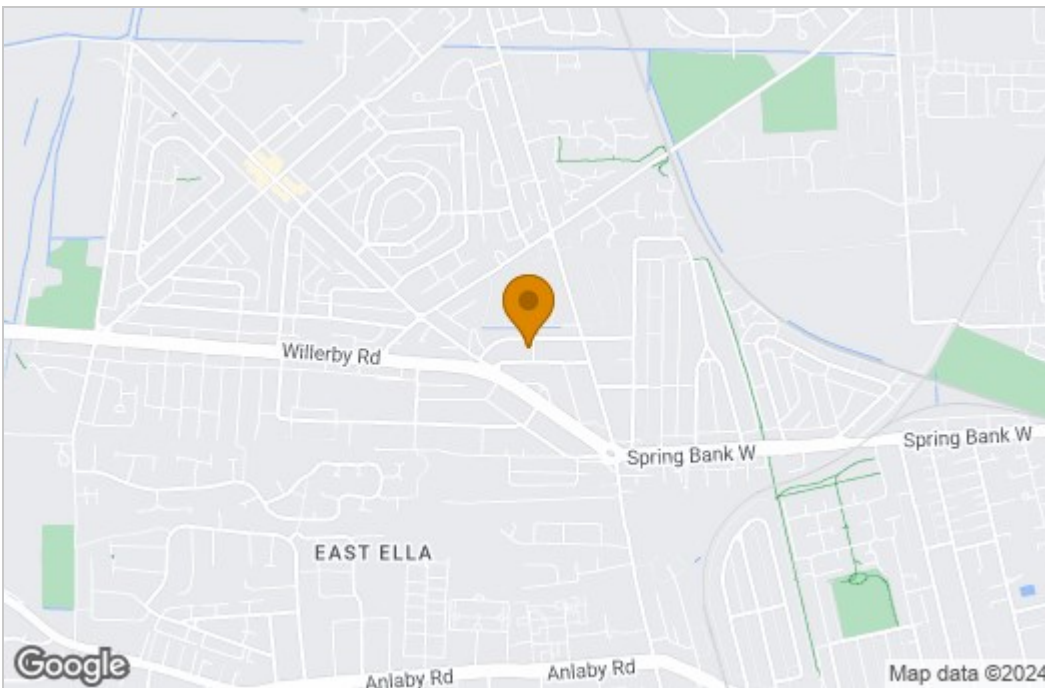 Willerby Rd
Spring Bank W
Spring Bank W
EAST ELLA
Anlaby Rd
Anlaby Rd
Google
Map data ©2024